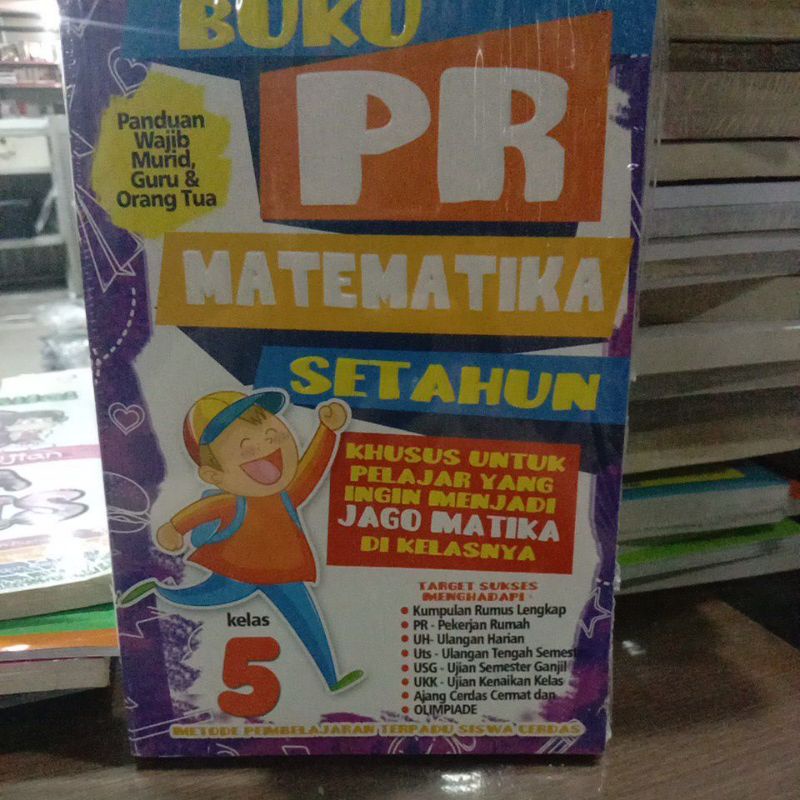 BUKU
PR
Panduan
Wajib
Murid,
Guru &
Orang Tua
MATEMATIKA
SETAHUN
KHUSUS UNTUK
PELAJAR YANG
INGIN MENJADI
JAGO MATIKA
DI KELASNYA
TARGET SUKSES
MENGHADAPI :
• Kumpulan Rumus Lengkap
• PR - Pekerjan Rumah
• UH- Ulangan Harian
• Uts - Ulangan Tengah Semest
• USG - Ujian Semester Ganjil
• UKK - Ujian Kenaikan Kelas
• Ajang Cerdas Cermat dan
• OLIMPIADE
kelas
5
METODE PEMBELAJARAN TERPADU SISWA CERDAS